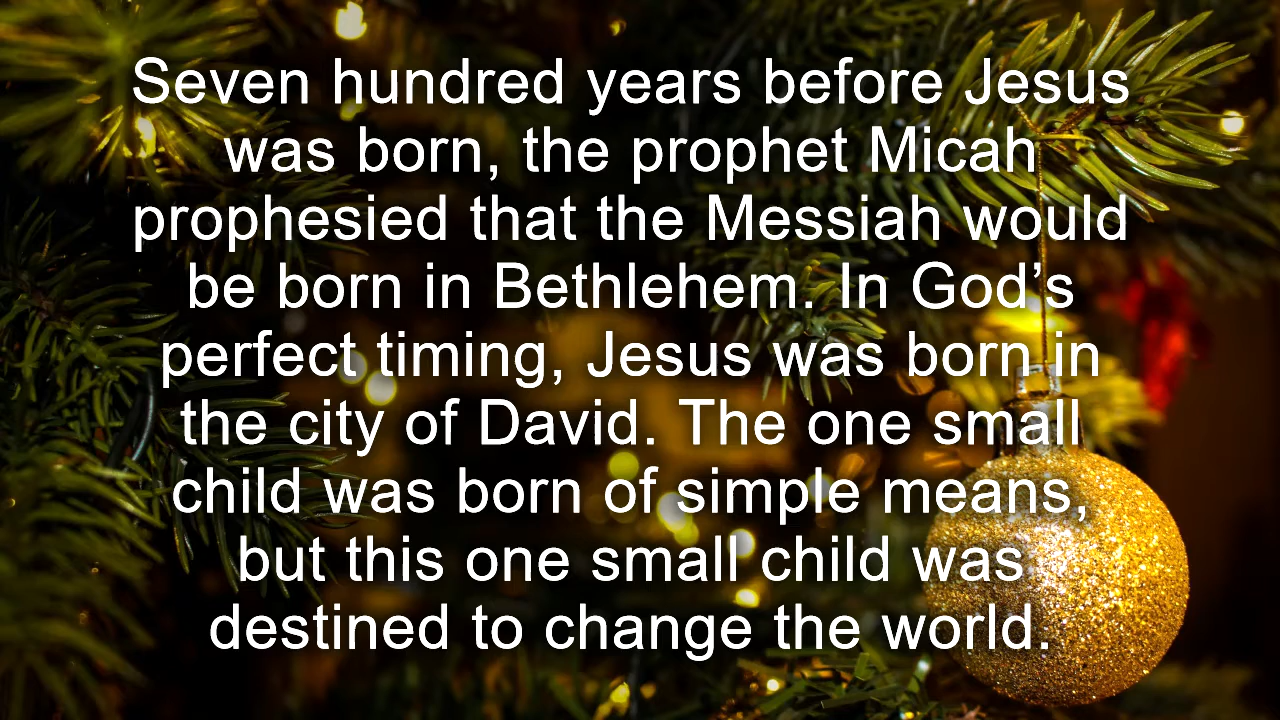 Seven hundred years before Jesus
was born, the prophet Micah
prophesied that the Messiah would
be born in Bethlehem. In God’s
perfect timing, Jesus was born in
the city of David. The one small
child was born of simple means,
but this one small child was
destined to change the world.